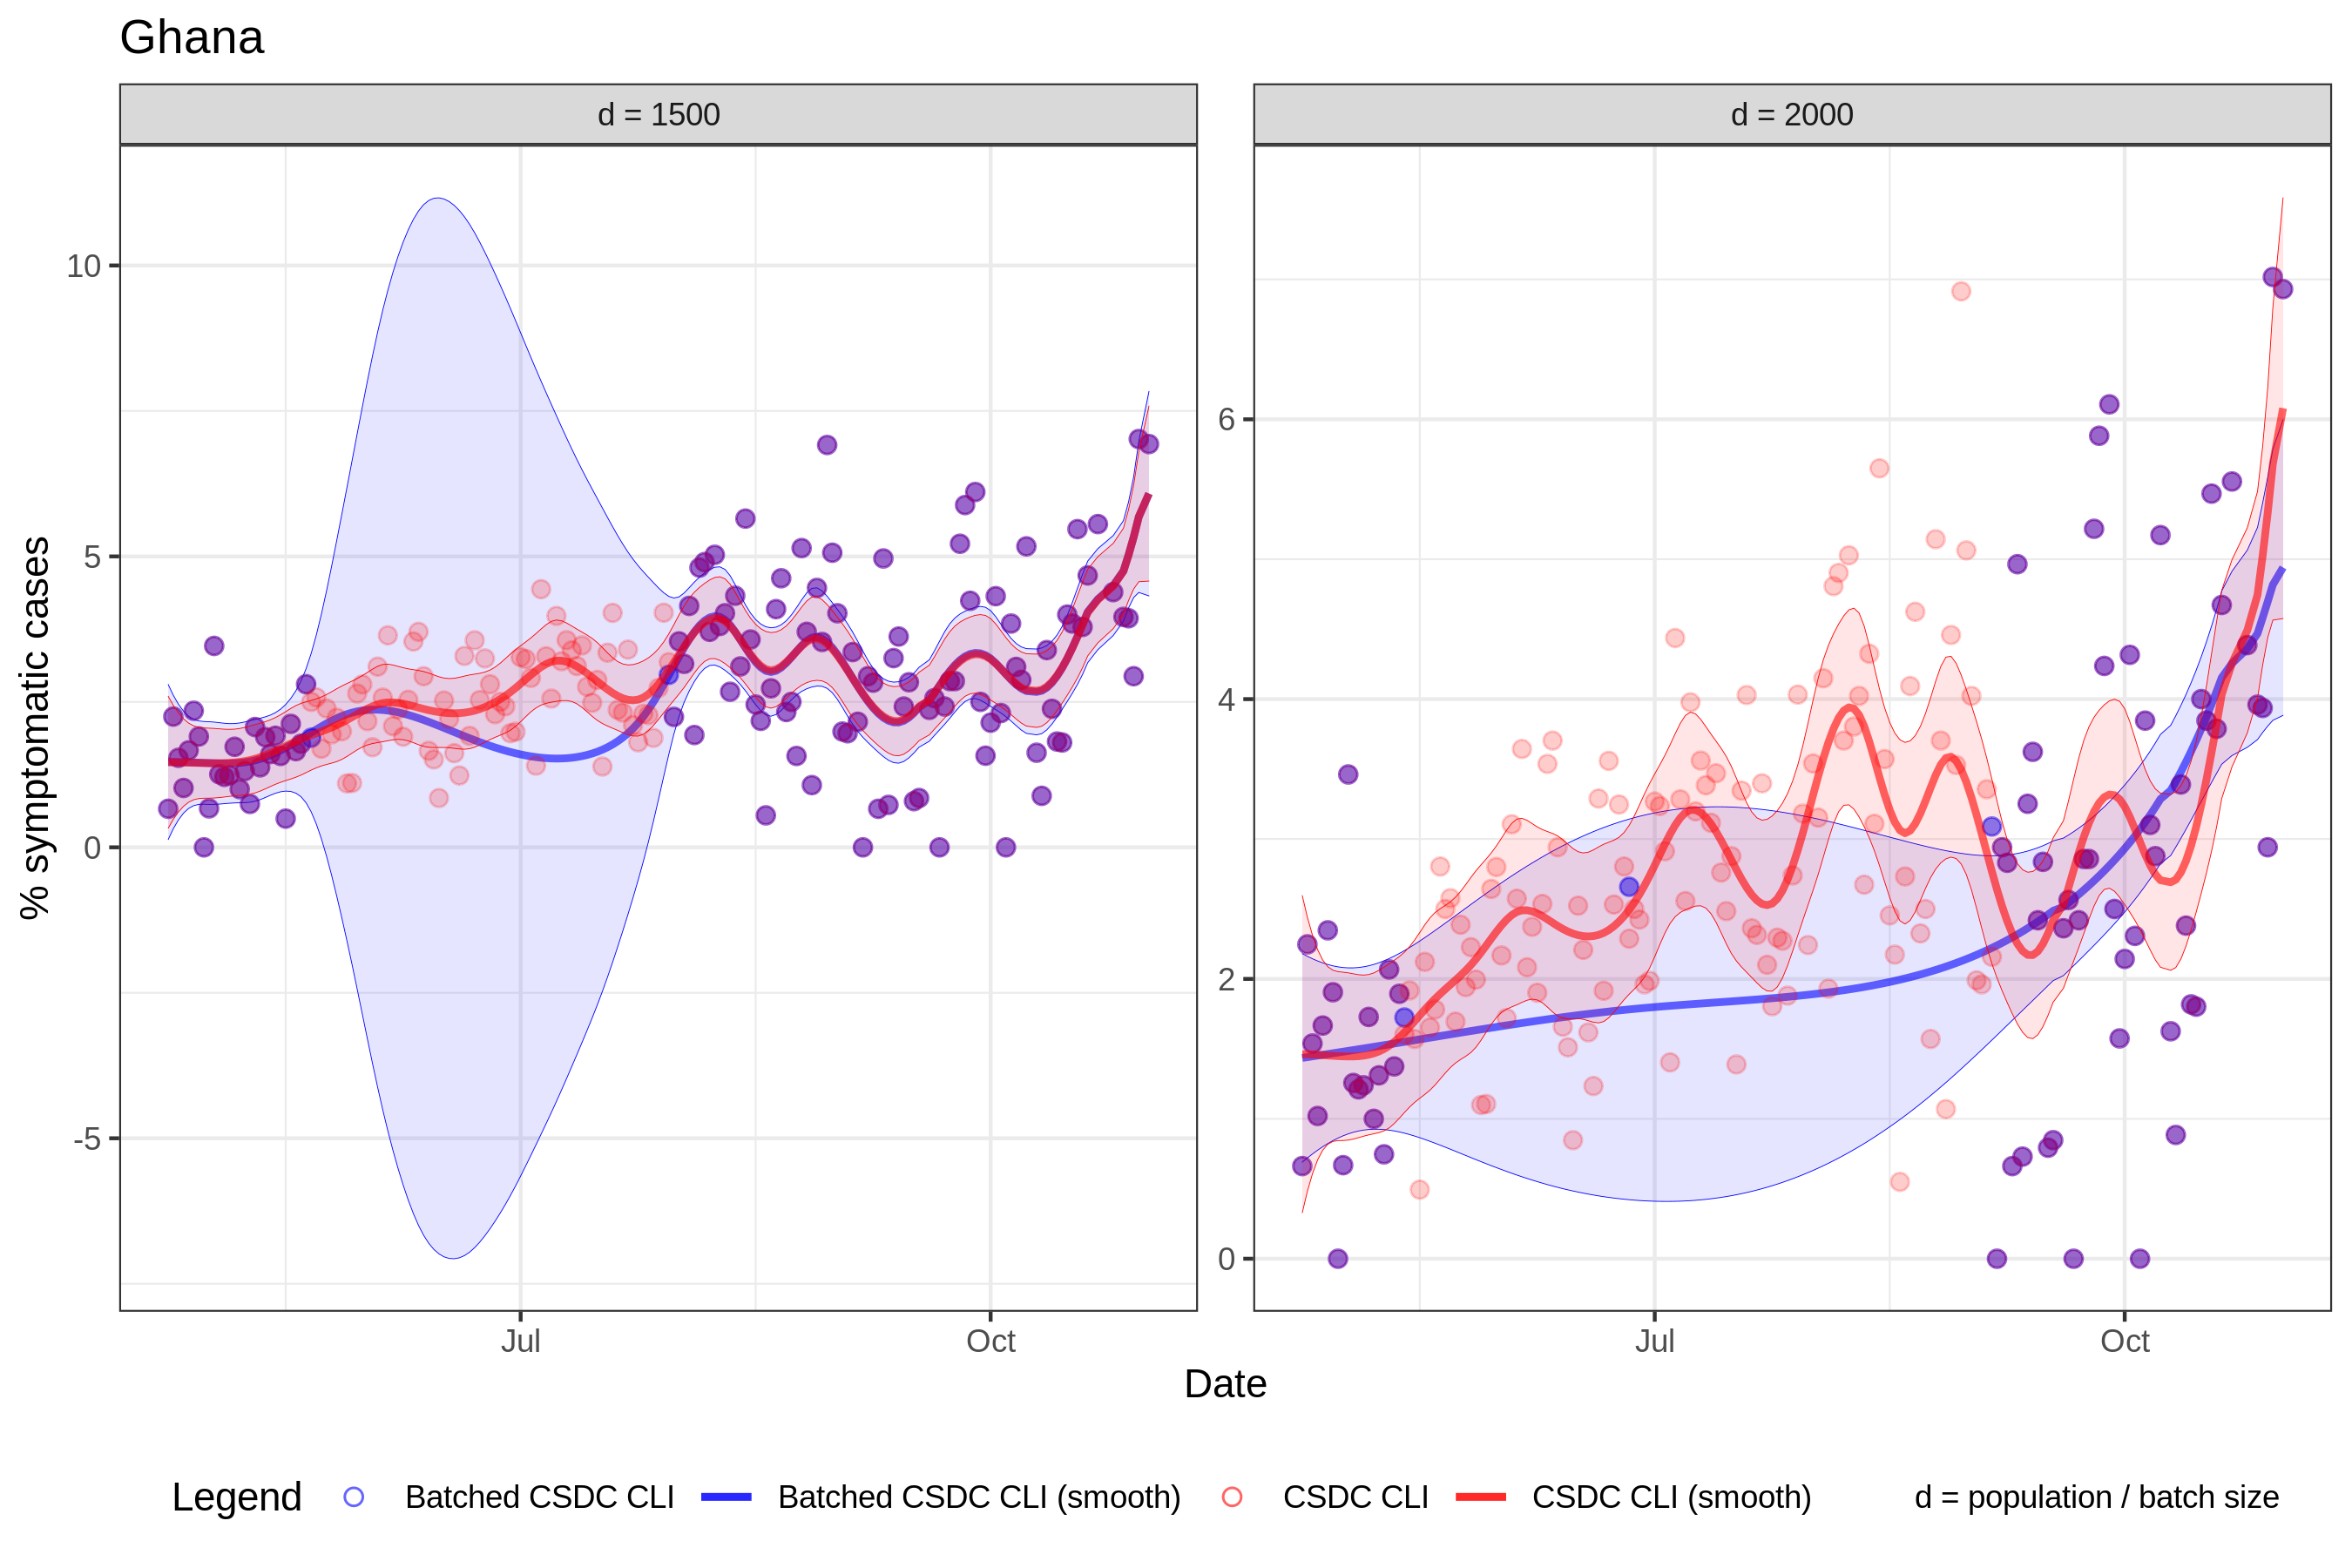 Ghana
d = 1500
d = 2000
% symptomatic cases
10
5
0
-5
6
4
2
0
Jul
Oct
Jul
Oct
Date
Legend
Batched CSDC CLI
Batched CSDC CLI (smooth)
CSDC CLI
CSDC CLI (smooth)
d = population / batch size